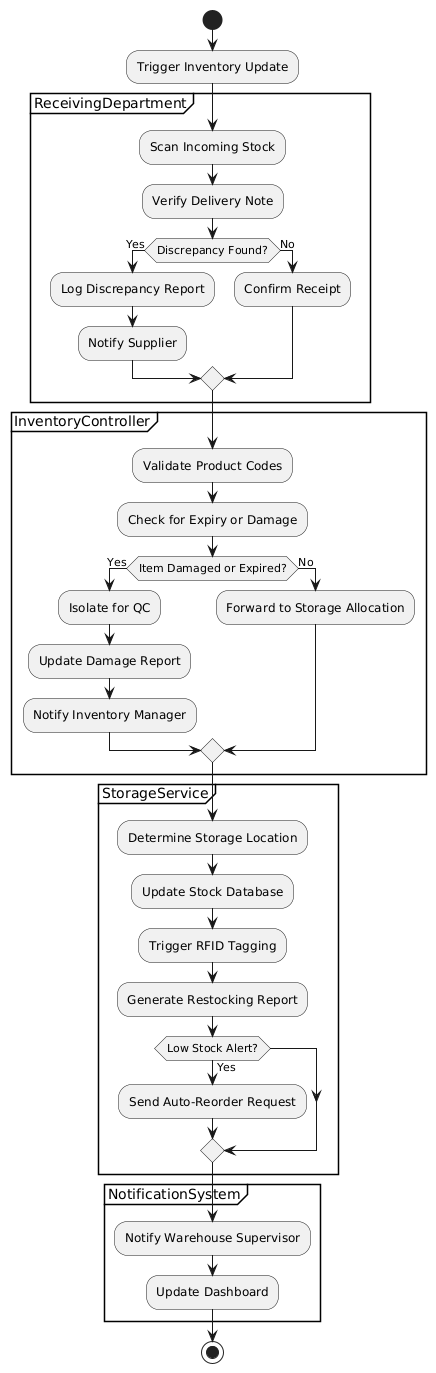 Trigger Inventory Update
ReceivingDepartment
Scan Incoming Stock
Verify Delivery Note
Yes
Discrepancy Found?
No
Log Discrepancy Report
Confirm Receipt
Notify Supplier
InventoryController
Validate Product Codes
Check for Expiry or Damage
Yes
Item Damaged or Expired?
No
Isolate for QC
Forward to Storage Allocation
Update Damage Report
Notify Inventory Manager
StorageService
Determine Storage Location
Update Stock Database
Trigger RFID Tagging
Generate Restocking Report
Low Stock Alert?
Yes
Send Auto-Reorder Request
NotificationSystem
Notify Warehouse Supervisor
Update Dashboard